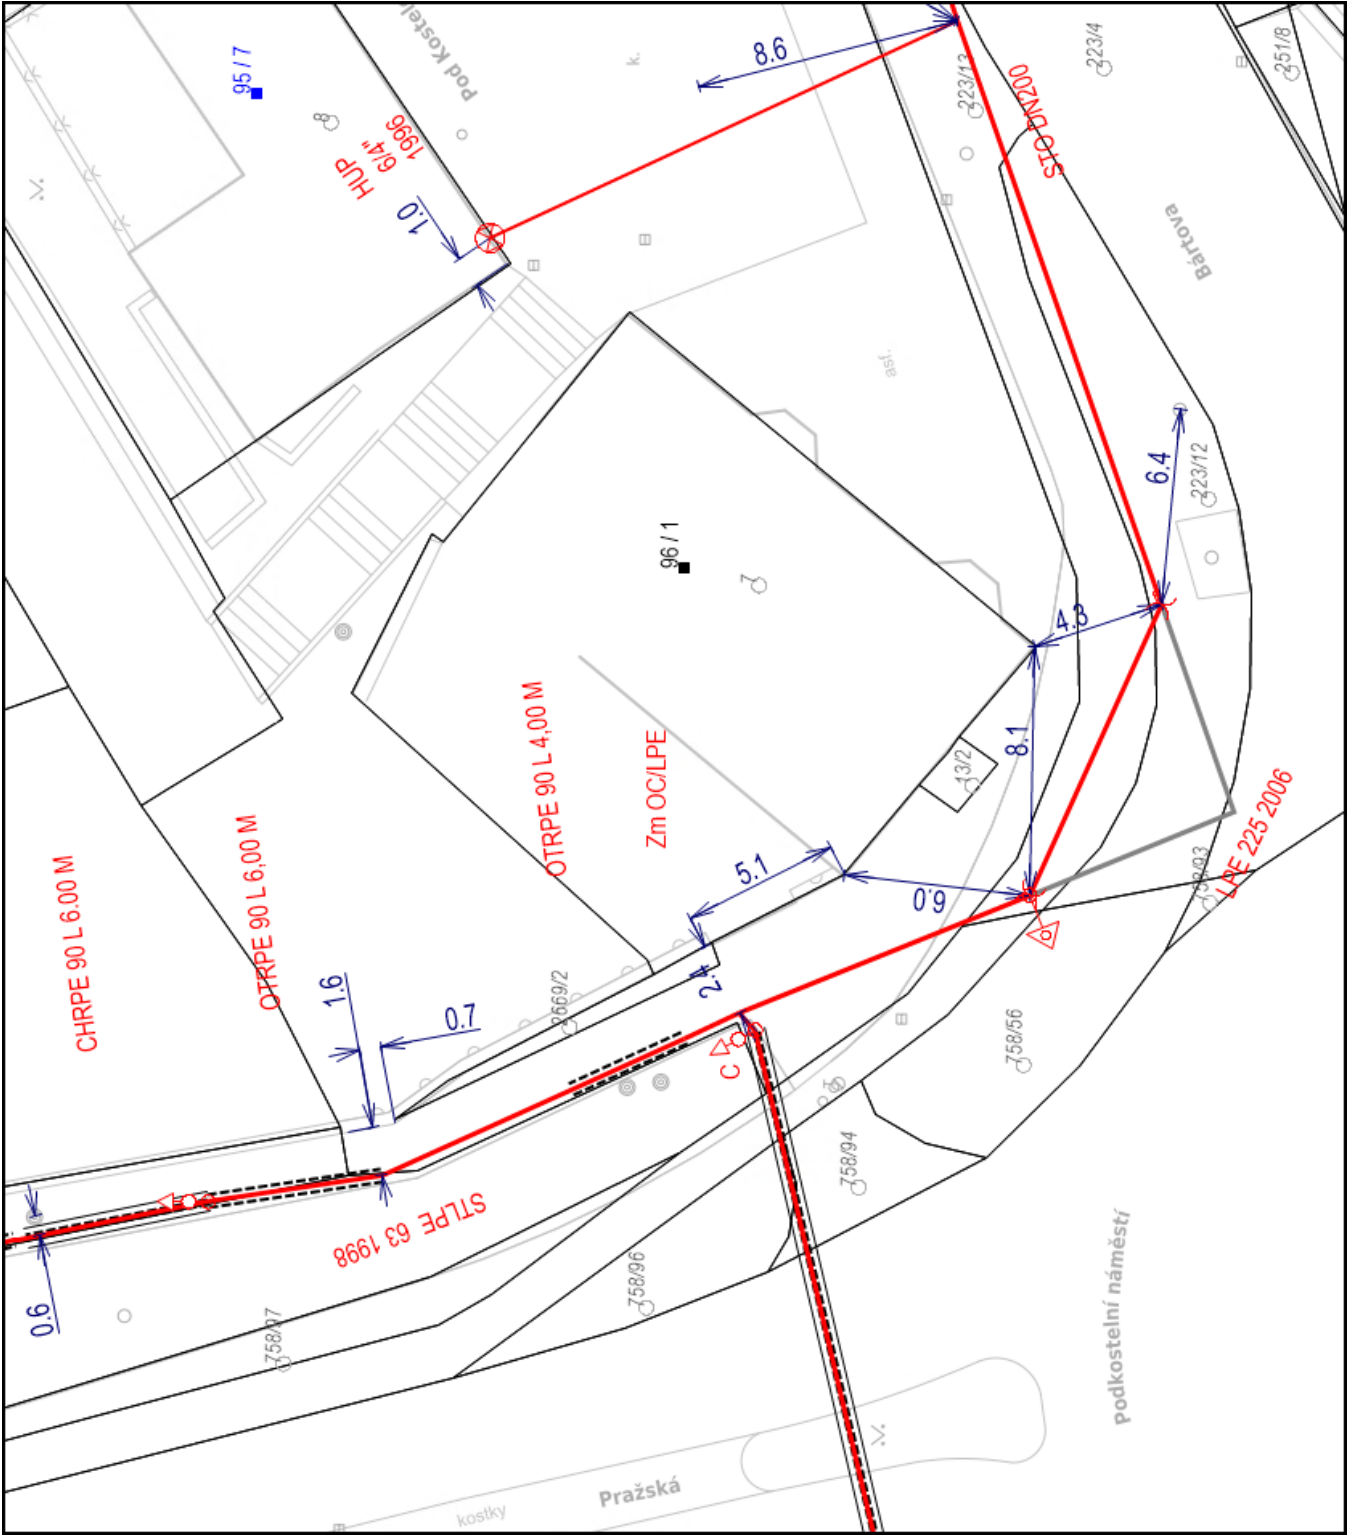 Pod Kostel
95 / 7
8
HUP
6/4"
1996
1.0
8.6
k.
223/13
223/4
251/8
STO DN200
Bártova
asf.
96 / 1
7
6.4
223/12
4.3
8.1
13/2
OTRPE 90 L 4,00 M
Zm OC/LPE
OTRPE 90 L 6,00 M
CHRPE 90 L 6.00 M
5.1
6.0
758/93
LPE 225 2006
1.6
0.7
2669/2
2.4
C
758/56
758/94
STLPE 63 1998
0.6
758/97
758/96
Podkostelní náměstí
Pražská
kostky